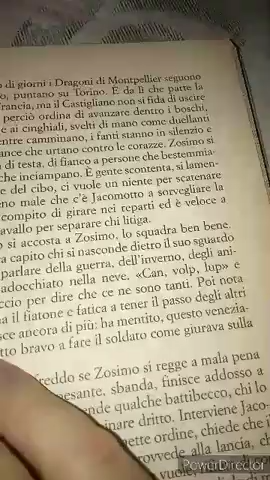 di giorni i Dragoni di Montpellier seguono
puntano su Torino. E da lì che parte la
rancia, ma il Castigliano non si fida di uscire
perciò ordina di avanzare dentro i boschi,
e ai cinghiali, svelti di mano come duellanti
entre camminano, i fanti stanno in silenzio e
ance che urtano contro le corazze. Zosimo si
di testa, di fianco a persone che bestemmia-
che inciampano. È gente scontenta, si lamen-
e del cibo, ci vuole un niente per scatenare
eno male che c'è Jacomotto a sorvegliare la
compito di girare nei reparti ed è veloce a
avallo per separare chi litiga.
si accosta a Zosimo, lo squadra ben bene.
a capito chi si nasconde dietro il suo sguardo
parlare della guerra, dell'inverno, degli ani-
adocchiato nella neve. «Can, volp, lup» e
ccio per dire che ce ne sono tanti. Poi nota
a il fiatone e fatica a tener il passo degli altri
sce ancora di più: ha mentito, questo venezia-
tto bravo a fare il soldato come giurava sulla
freddo se Zosimo si regge a mala pena
pesante, sbanda, finisce addosso a
ende qualche battibecco, chi lo
inare dritto. Interviene Jaco-
ette ordine, chiede che i
rovvede alla lancia, ch
vuole,
PowerDirector